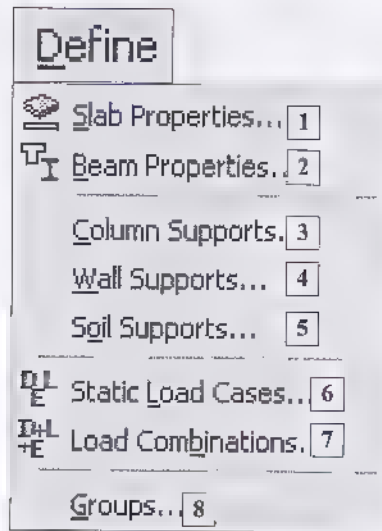 Define
Slab Properties... 1
Beam Properties.. 2
Column Supports. 3
Wall Supports... 4
Soil Supports... 5
DL
E Static Load Cases... 6
D+L
+E Load Combinations. 7
Groups... 8